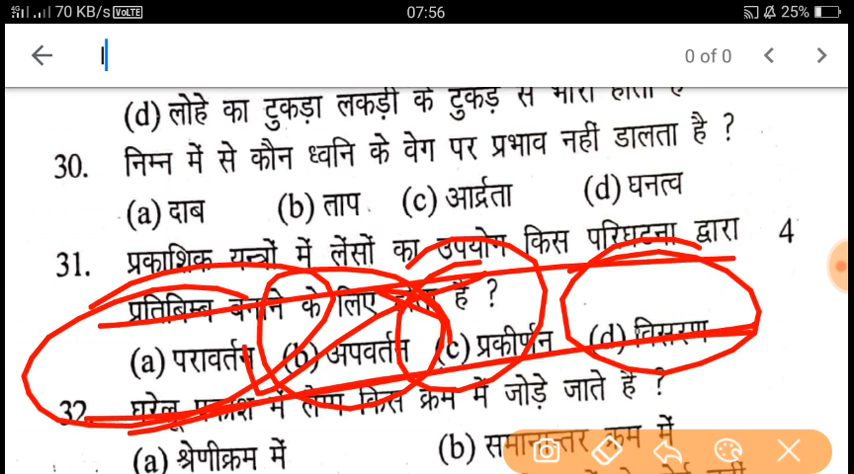 4G 70 KB/s VoLTE 07:56 25%
l 0 of 0
(d) लोहे का टुकड़ा लकड़ी के टुकड़े से भारी होता
30. निम्न में से कौन ध्वनि के वेग पर प्रभाव नहीं डालता है ?
(a) दाब (b) ताप (c) आर्द्रता (d) घनत्व
31. प्रकाशिक यन्त्रों में लेंसों का उपयोग किस परिघटना द्वारा 4
प्रतिबिम्ब बनाने के लिए होता है ?
(a) परावर्तन (b) अपवर्तन (c) प्रकीर्णन (d) विसरण
32. घरेलू प्रकाश में लैम्प किस क्रम में जोड़े जाते हैं ?
(a) श्रेणीक्रम में (b) समानान्तर क्रम में